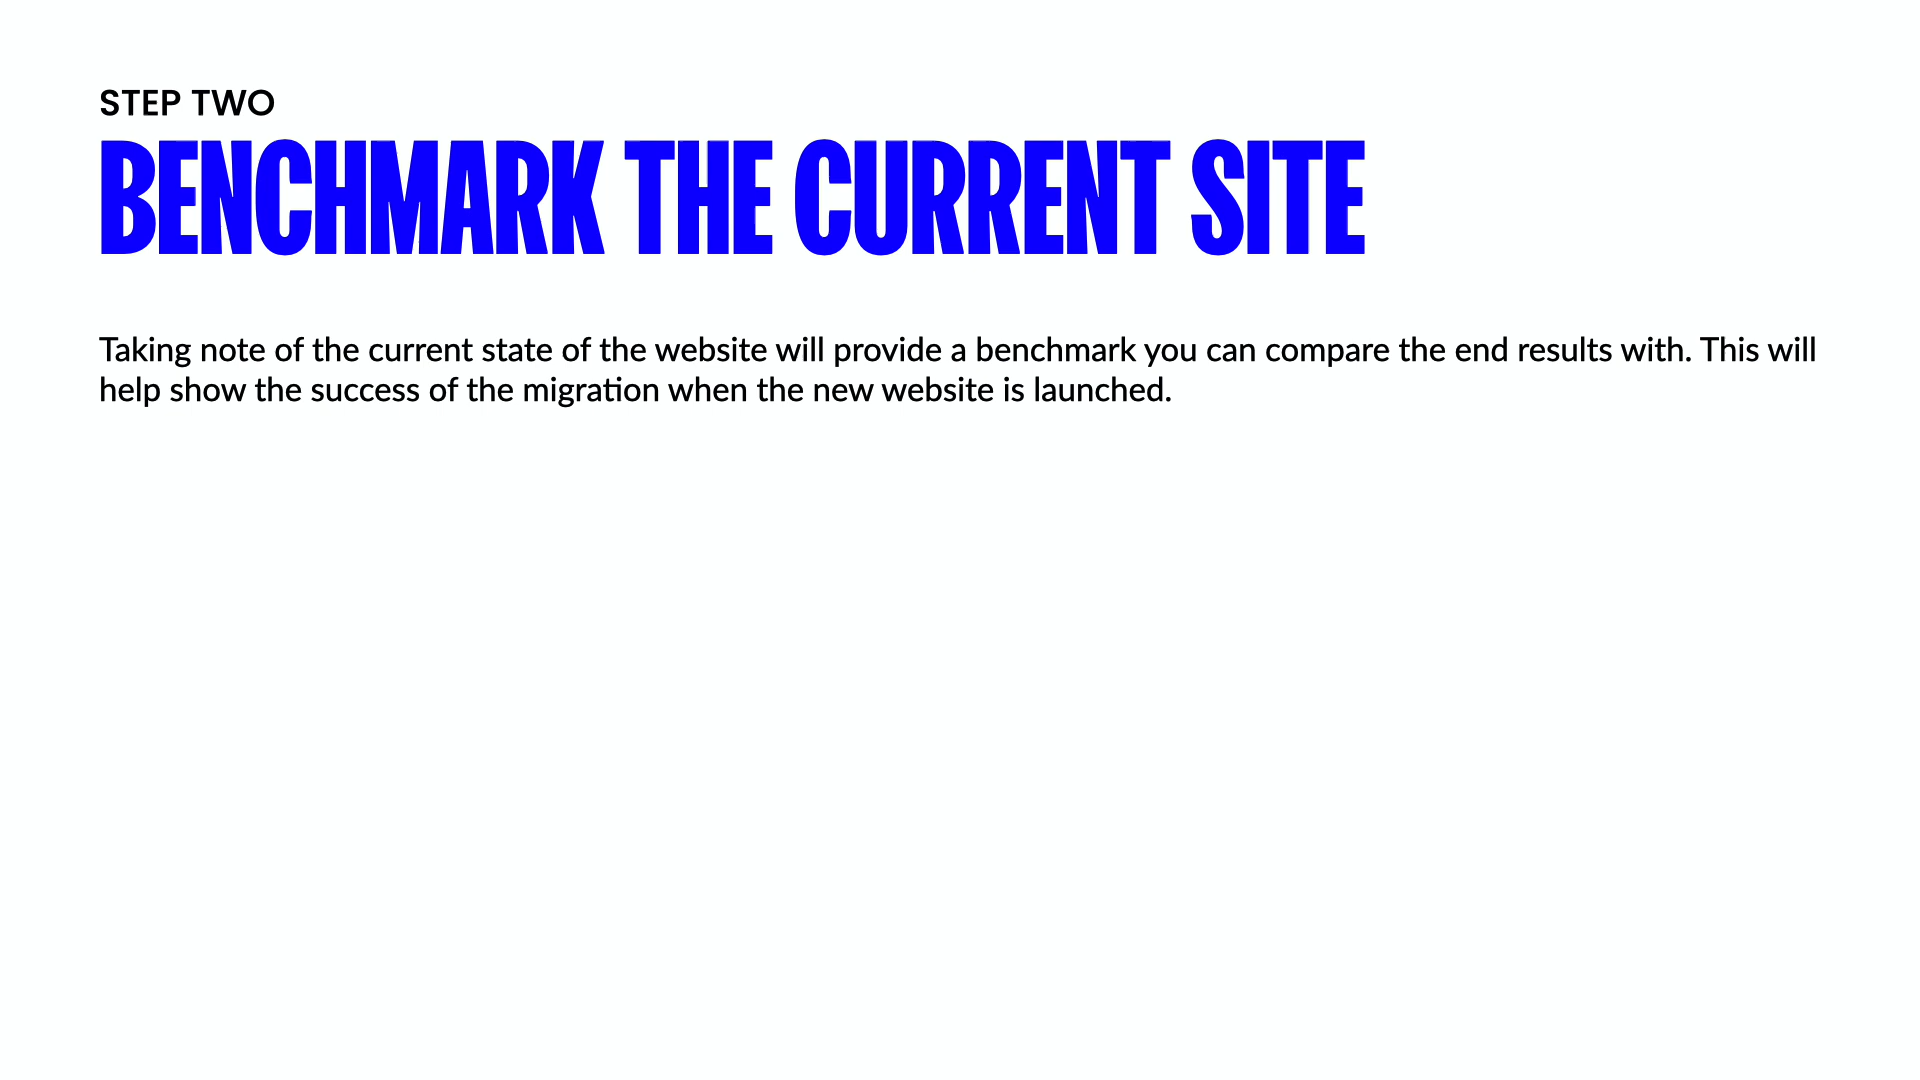 STEP TWO
BENCHMARK THE CURRENT SITE
Taking note of the current state of the website will provide a benchmark you can compare the end results with. This will
help show the success of the migration when the new website is launched.